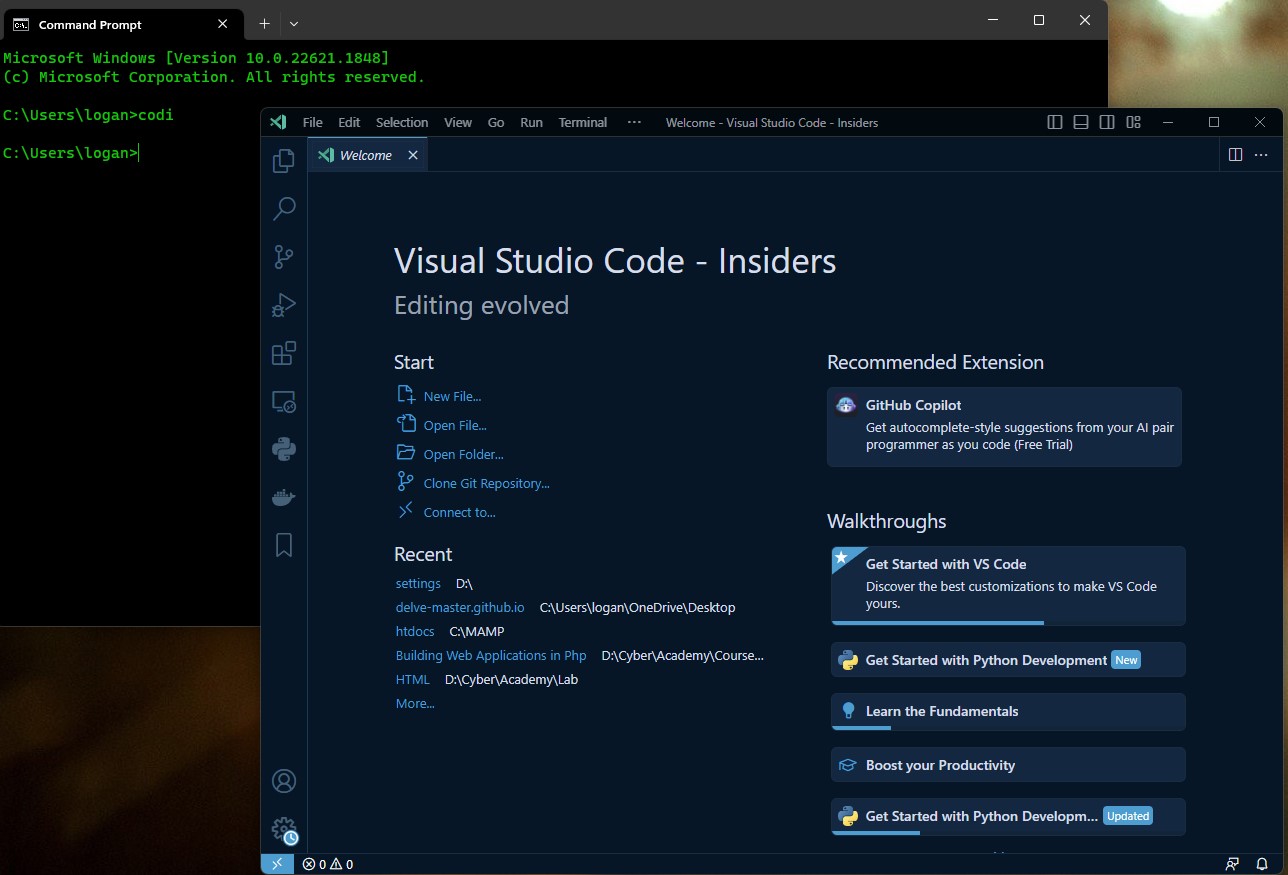 Command Prompt
Microsoft Windows [Version 10.0.22621.1848]
(c) Microsoft Corporation. All rights reserved.
C:\Users\logan>codi
C:\Users\logan>
File Edit Selection View Go Run Terminal ··· Welcome - Visual Studio Code - Insiders
Welcome
Visual Studio Code - Insiders
Editing evolved
Start
New File...
Open File...
Open Folder...
Clone Git Repository...
Connect to...
Recent
settings D:\
delve-master.github.io C:\Users\logan\OneDrive\Desktop
htdocs C:\MAMP
Building Web Applications in Php D:\Cyber\Academy\Course...
HTML D:\Cyber\Academy\Lab
More...
Recommended Extension
GitHub Copilot
Get autocomplete-style suggestions from your AI pair
programmer as you code (Free Trial)
Walkthroughs
Get Started with VS Code
Discover the best customizations to make VS Code
yours.
Get Started with Python Development New
Learn the Fundamentals
Boost your Productivity
Get Started with Python Developm... Updated
0 0